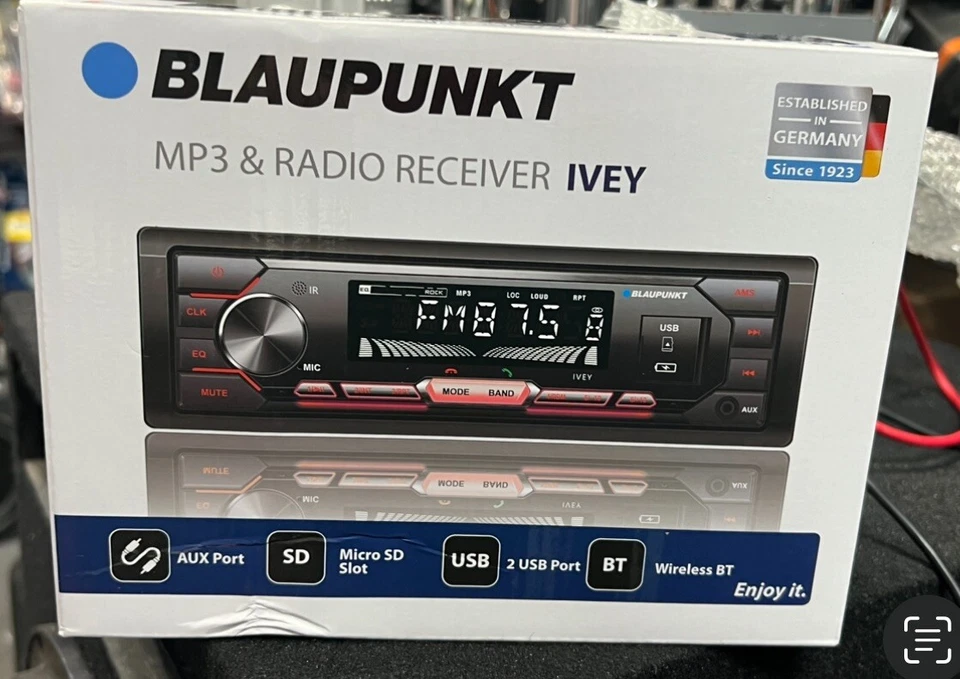 BLAUPUNKT
MP3 & RADIO RECEIVER IVEY
ESTABLISHED
IN
GERMANY
Since 1923
IR
CLK
EQ
MUTE
MIC
EQ
ROCK MP3 LOC LOUD RPT
FM87.5
IVEY
MODE BAND
BLAUPUNKT
USB
AMS
AUX
AUX Port
SD
Micro SD
Slot
USB
2 USB Port
BT
Wireless BT
Enjoy it.